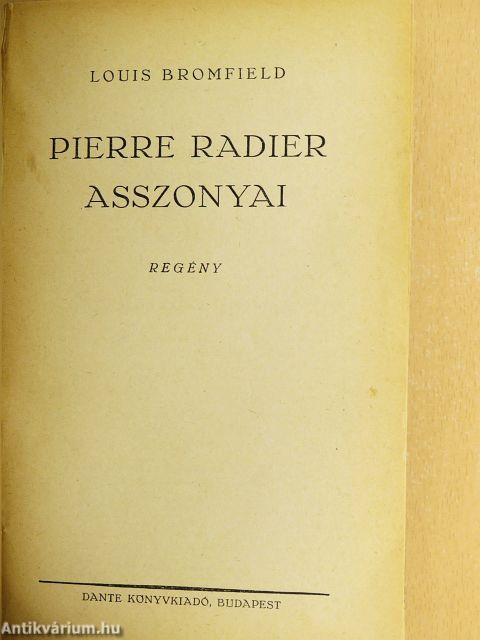 LOUIS BROMFIELD
PIERRE RADIER
ASSZONYAI
REGÉNY
DANTE KÖNYVKIADÓ, BUDAPEST
Antikvárium.hu